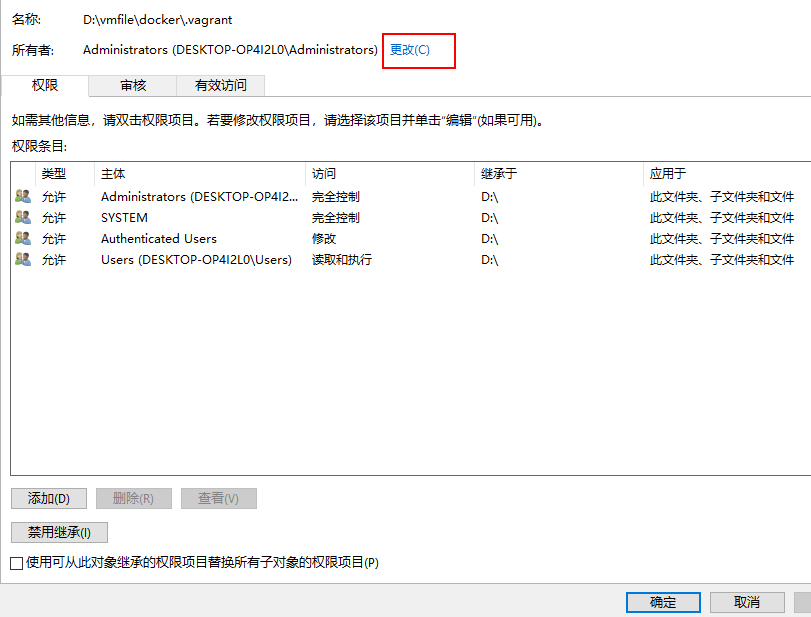 名称: D:\vmfile\docker\.vagrant
所有者: Administrators (DESKTOP-OP4I2L0\Administrators) 更改(C)
权限 审核 有效访问
如需其他信息，请双击权限项目。若要修改权限项目，请选择该项目并单击“编辑”(如果可用)。
权限条目:
类型 主体 访问 继承于 应用于
允许 Administrators (DESKTOP-OP4I2... 完全控制 D:\ 此文件夹、子文件夹和文件
允许 SYSTEM 完全控制 D:\ 此文件夹、子文件夹和文件
允许 Authenticated Users 修改 D:\ 此文件夹、子文件夹和文件
允许 Users (DESKTOP-OP4I2L0\Users) 读取和执行 D:\ 此文件夹、子文件夹和文件
添加(D) 删除(R) 查看(V)
禁用继承(I)
使用可从此对象继承的权限项目替换所有子对象的权限项目(P)
确定 取消